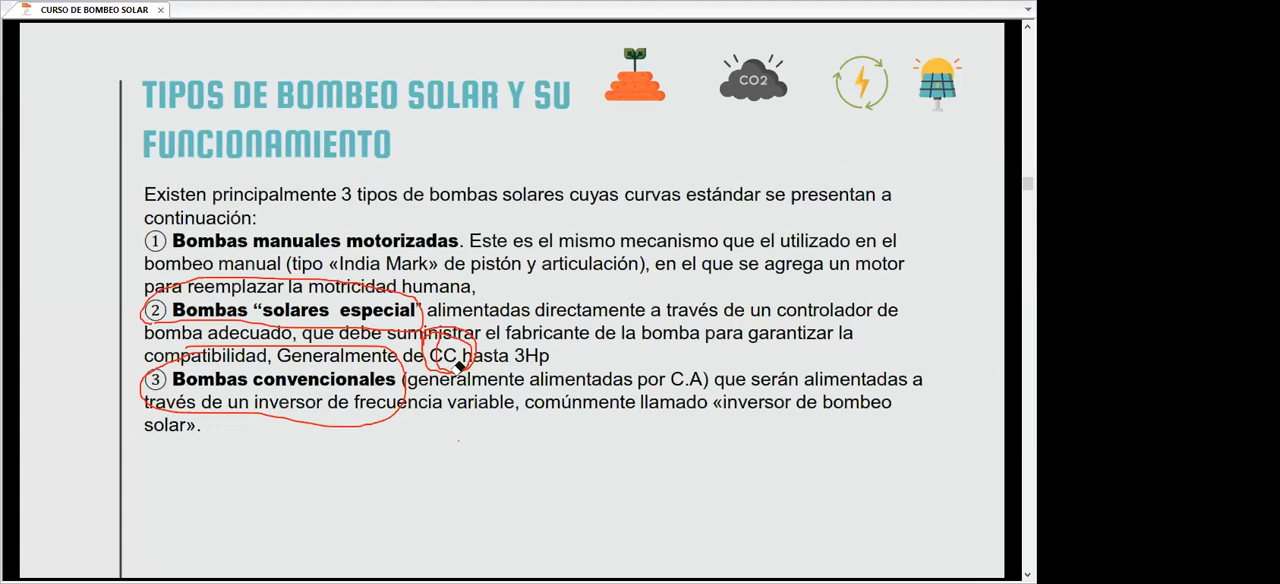 CURSO DE BOMBEO SOLAR
TIPOS DE BOMBEO SOLAR Y SU
FUNCIONAMIENTO
CO2
Existen principalmente 3 tipos de bombas solares cuyas curvas estándar se presentan a
continuación:
① Bombas manuales motorizadas. Este es el mismo mecanismo que el utilizado en el
bombeo manual (tipo «India Mark» de pistón y articulación), en el que se agrega un motor
para reemplazar la motricidad humana,
② Bombas “solares especial” alimentadas directamente a través de un controlador de
bomba adecuado, que debe suministrar el fabricante de la bomba para garantizar la
compatibilidad, Generalmente de CC hasta 3Hp
③ Bombas convencionales (generalmente alimentadas por C.A) que serán alimentadas a
través de un inversor de frecuencia variable, comúnmente llamado «inversor de bombeo
solar».